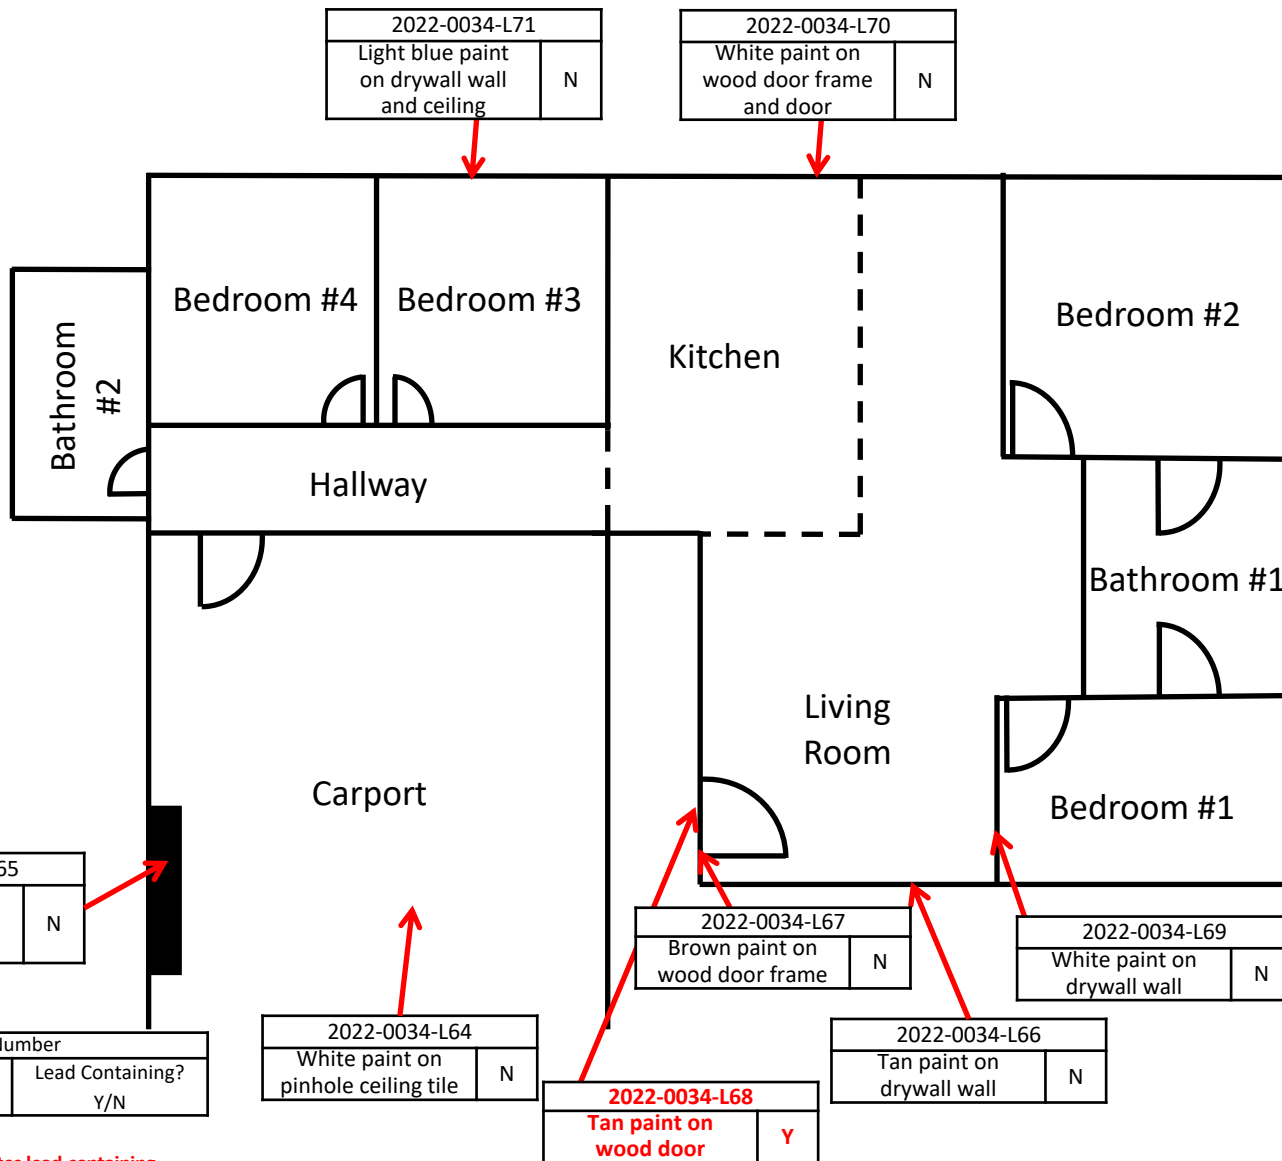 2022-0034-L71
Light blue paint
on drywall wall
and ceiling
N
2022-0034-L70
White paint on
wood door frame
and door
N
Bedroom #4
Bedroom #3
Kitchen
Bedroom #2
Bathroom
#2
Hallway
Bathroom #1
Living
Room
Carport
Bedroom #1
65
N
2022-0034-L67
Brown paint on
wood door frame
N
2022-0034-L69
White paint on
drywall wall
N
2022-0034-L64
White paint on
pinhole ceiling tile
N
2022-0034-L66
Tan paint on
drywall wall
N
Number
Lead Containing?
Y/N
2022-0034-L68
Tan paint on
wood door
Y
lead containing